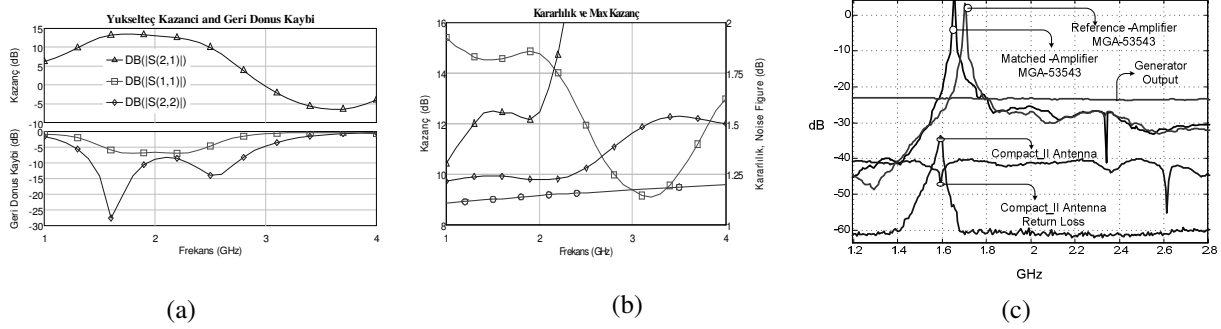 Yukselteç Kazanci and Geri Donus Kaybi
15
10
5
0
-5
-10
Kazanç (dB)
DB(|S(2,1)|)
DB(|S(1,1)|)
DB(|S(2,2)|)
0
-5
-10
-15
-20
-25
-30
Geri Donus Kaybi (dB)
1
2
3
4
Frekans (GHz)
(a)
Kararlılık ve Max Kazanç
16
14
12
10
8
Kazanç (dB)
2
1.75
1.5
1.25
1
Kararlılık, Noise Figure (dB)
1
2
3
4
Frekans (GHz)
(b)
0
-10
-20
-30
-40
-50
-60
dB
Reference-Amplifier
MGA-53543
Matched-Amplifier
MGA-53543
Generator
Output
Compact_II Antenna
Compact_II Antenna
Return Loss
1.2
1.4
1.6
1.8
2
2.2
2.4
2.6
2.8
GHz
(c)